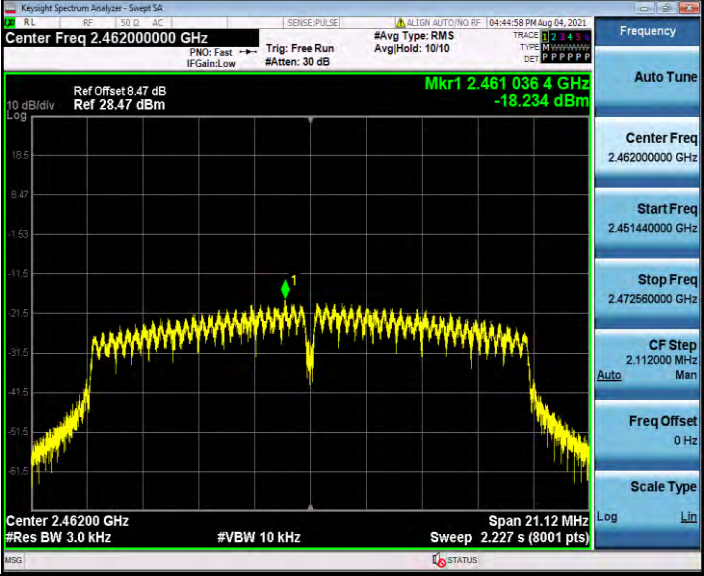 Keysight Spectrum Analyzer - Swept SA
RL RF 50 Ω AC SENSE:PULSE ALIGN AUTO/NO RF 04:44:58 PM Aug 04, 2021
Center Freq 2.462000000 GHz
PNO: Fast
IFGain:Low
Trig: Free Run
#Atten: 30 dB
#Avg Type: RMS
Avg|Hold: 10/10
TRACE 1 2 3 4 5 6
TYPE M W W W W W
DET P P P P P P
Mkr1 2.461 036 4 GHz
-18.234 dBm
Ref Offset 8.47 dB
10 dB/div Ref 28.47 dBm
Log
18.5
8.47
-1.53
-11.5
-21.5
-31.5
-41.5
-51.5
-61.5
1
Center 2.46200 GHz Span 21.12 MHz
#Res BW 3.0 kHz #VBW 10 kHz Sweep 2.227 s (8001 pts)
MSG STATUS
Frequency
Auto Tune
Center Freq
2.462000000 GHz
Start Freq
2.451440000 GHz
Stop Freq
2.472560000 GHz
CF Step
2.112000 MHz
Auto Man
Freq Offset
0 Hz
Scale Type
Log Lin